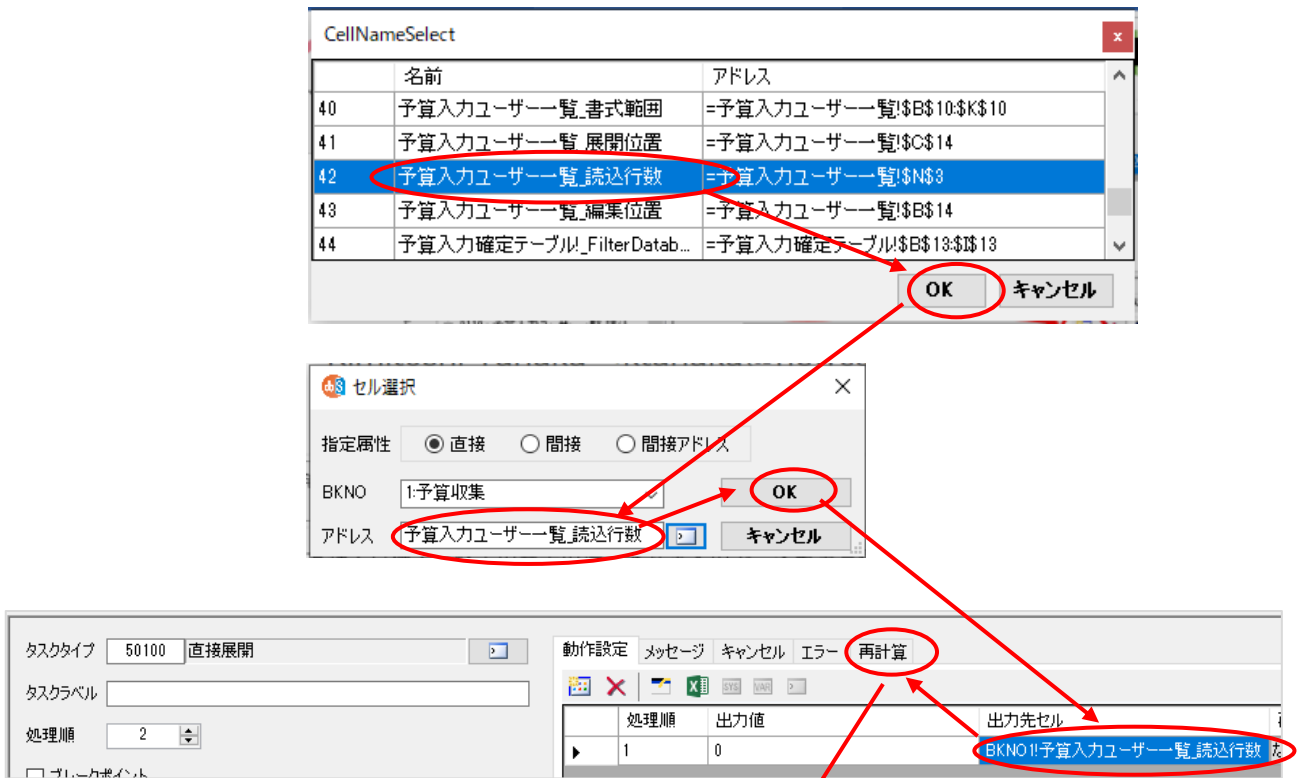 CellNameSelect
x
名前 アドレス
40 予算入力ユーザー一覧_書式範囲 =予算入力ユーザー一覧!$B$10:$K$10
41 予算入力ユーザー一覧_展開位置 =予算入力ユーザー一覧!$C$14
42 予算入力ユーザー一覧_読込行数 =予算入力ユーザー一覧!$N$3
43 予算入力ユーザー一覧_編集位置 =予算入力ユーザー一覧!$B$14
44 予算入力確定テーブル!_FilterDatab... =予算入力確定テーブル!$B$13:$I$13
OK キャンセル
セル選択
指定属性 直接 間接 間接アドレス
BKNO 1:予算収集 OK
アドレス 予算入力ユーザー一覧_読込行数 キャンセル
タスクタイプ 50100 直接展開
タスクラベル
処理順 2
ブレークポイント
動作設定 メッセージ キャンセル エラー 再計算
SYS VAR
処理順 出力値 出力先セル
1 0 BKNO1!予算入力ユーザー一覧_読込行数 な